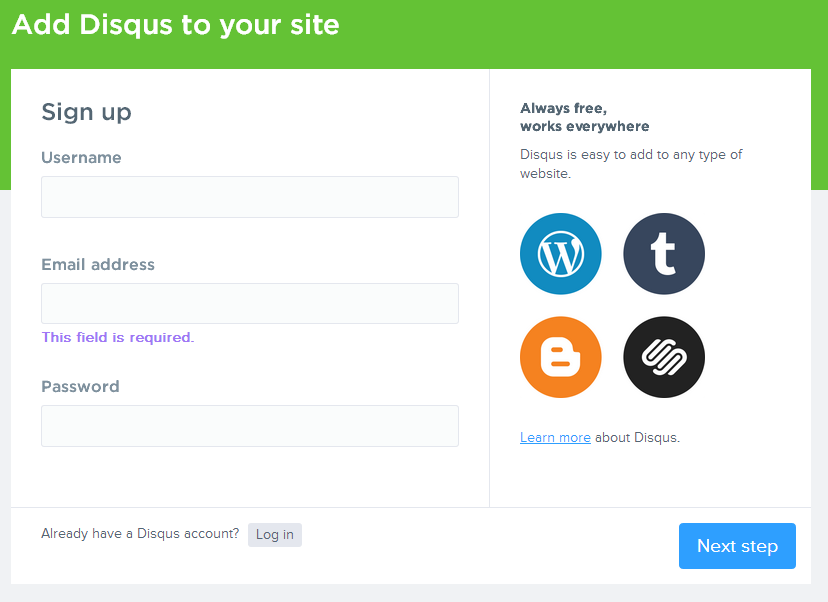 Add Disqus to your site
Sign up
Username
Email address
This field is required.
Password
Already have a Disqus account? Log in
Always free,
works everywhere
Disqus is easy to add to any type of
website.
Learn more about Disqus.
Next step